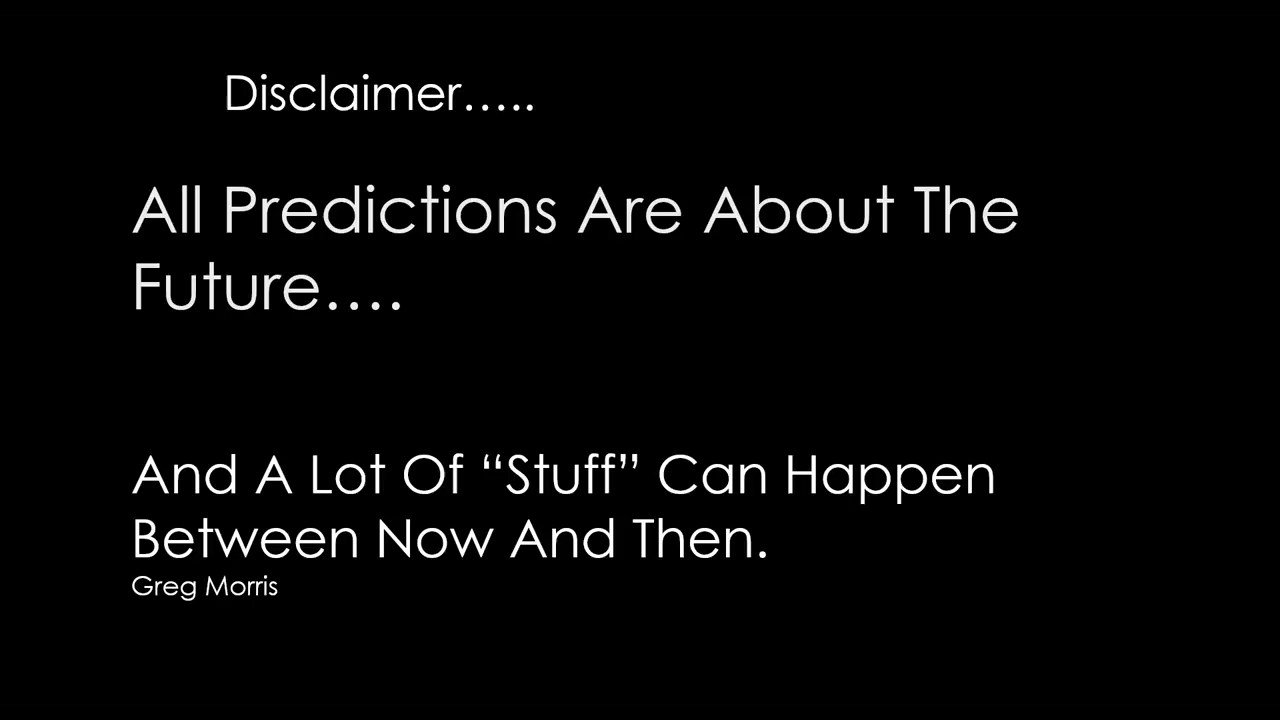 Disclaimer…..
All Predictions Are About The
Future….
And A Lot Of “Stuff” Can Happen
Between Now And Then.
Greg Morris